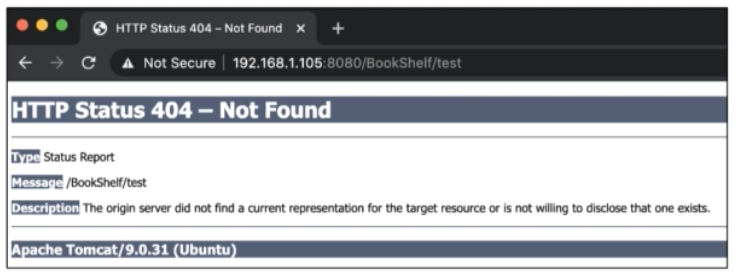 HTTP Status 404 – Not Found
Not Secure 192.168.1.105:8080/BookShelf/test
HTTP Status 404 – Not Found
Type Status Report
Message /BookShelf/test
Description The origin server did not find a current representation for the target resource or is not willing to disclose that one exists.
Apache Tomcat/9.0.31 (Ubuntu)